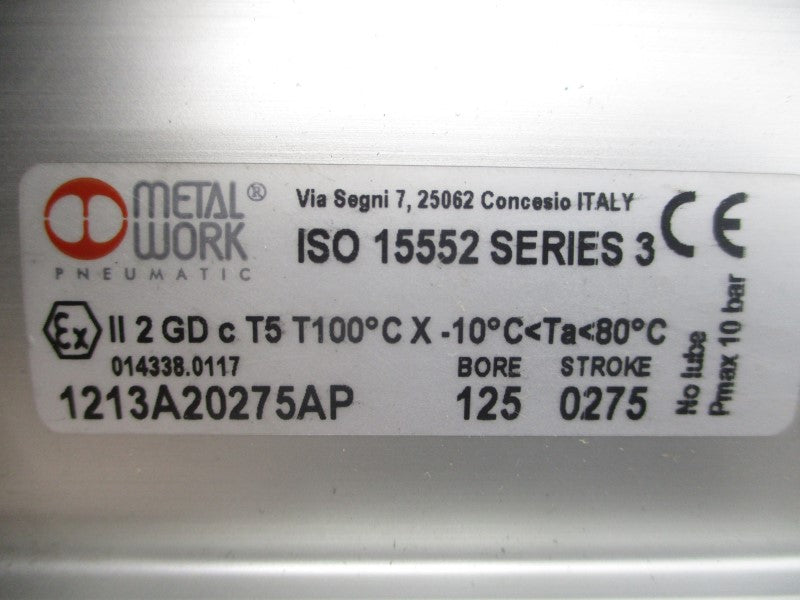 METAL WORK®
PNEUMATIC
Via Segni 7, 25062 Concesio ITALY
ISO 15552 SERIES 3
CE
Ex II 2 GD c T5 T100°C X -10°C<Ta<80°C
014338.0117
1213A20275AP
BORE STROKE
125 0275
No lube
Pmax 10 bar